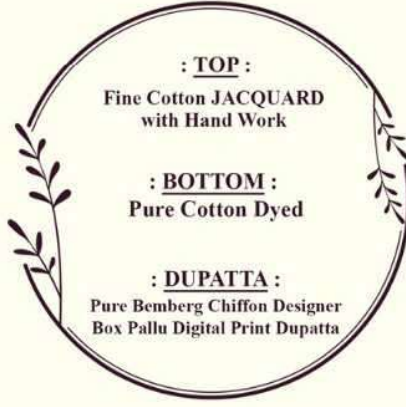 : TOP :
Fine Cotton JACQUARD
with Hand Work
: BOTTOM :
Pure Cotton Dyed
: DUPATTA :
Pure Bemberg Chiffon Designer
Box Pallu Digital Print Dupatta